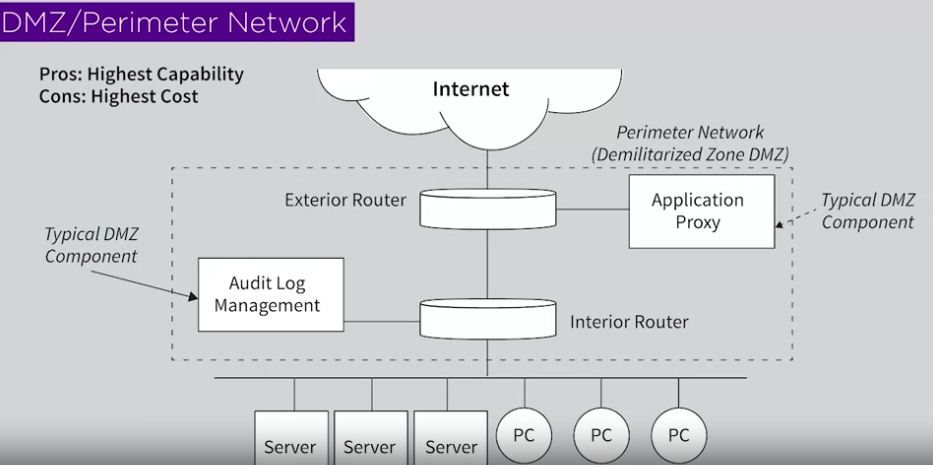 DMZ/Perimeter Network
Pros: Highest Capability
Cons: Highest Cost
Internet
Perimeter Network
(Demilitarized Zone DMZ)
Exterior Router
Application
Proxy
Typical DMZ
Component
Typical DMZ
Component
Audit Log
Management
Interior Router
Server
Server
Server
PC
PC
PC